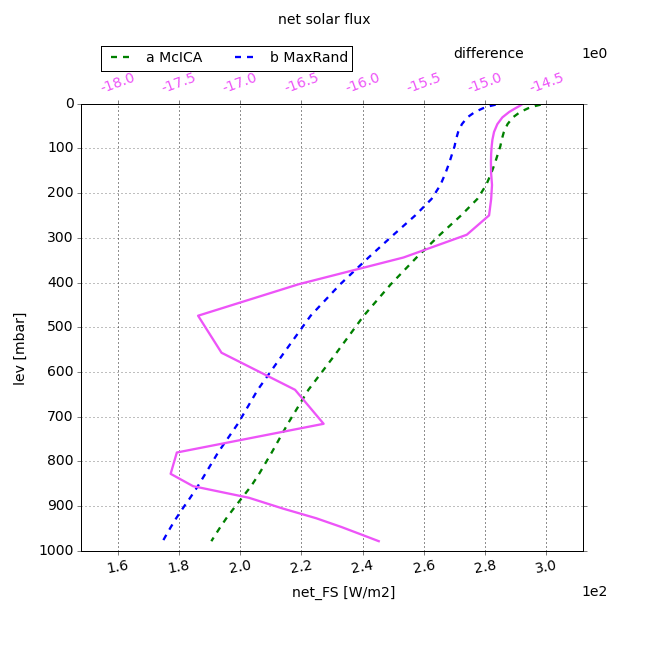 net solar flux
a McICA b MaxRand
difference 1e0
-18.0 -17.5 -17.0 -16.5 -16.0 -15.5 -15.0 -14.5
0
100
200
300
400
500
600
700
800
900
1000
lev [mbar]
1.6 1.8 2.0 2.2 2.4 2.6 2.8 3.0
net_FS [W/m2] 1e2